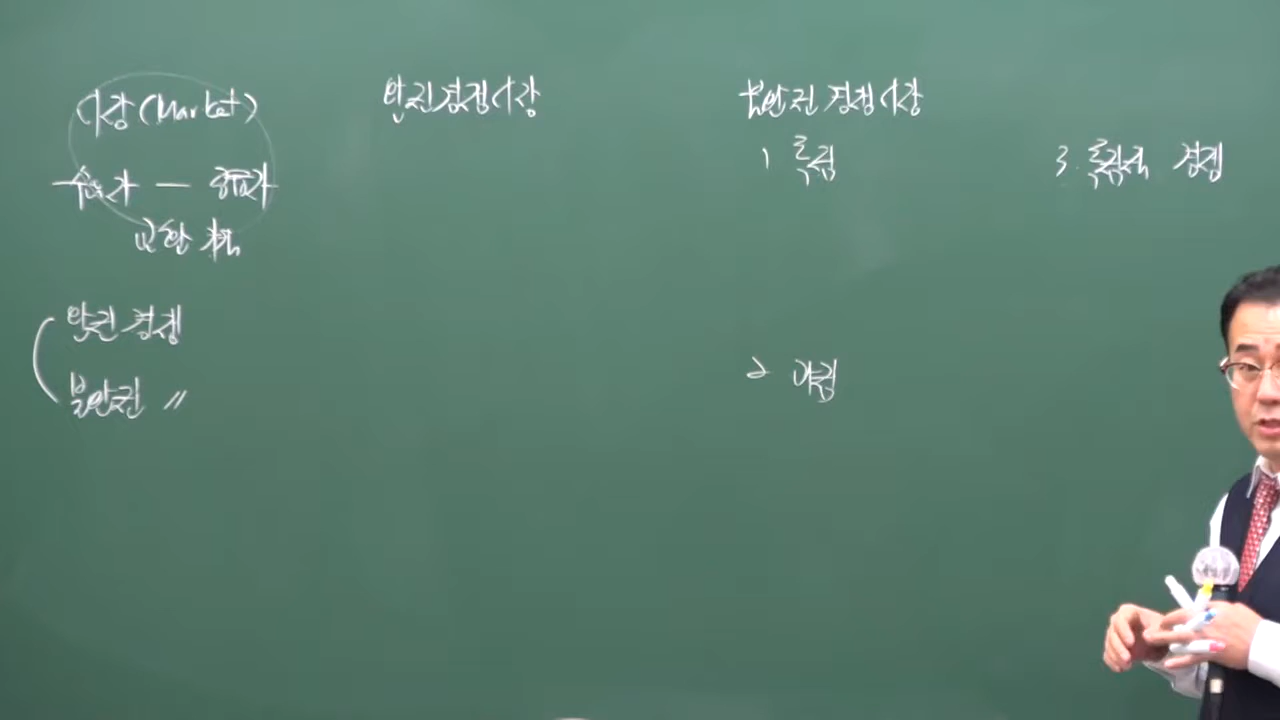 시장(Market)
수요자 — 공급자
교환
완전경쟁
불완전 〃
완전경쟁시장
불완전경쟁시장
1 독점
2 과점
3. 독점적 경쟁